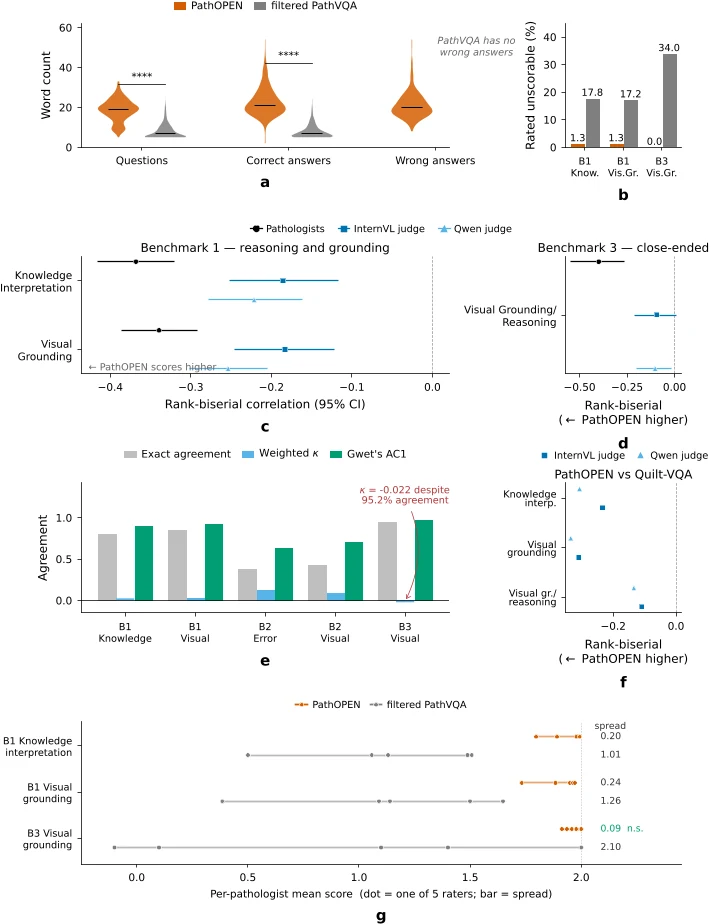 PathOPEN filtered PathVQA
Word count
60
40
20
0
****
****
PathVQA has no
wrong answers
Questions Correct answers Wrong answers
a
Rated unscorable (%)
40
30
20
10
0
1.3 17.8 1.3 17.2 0.0 34.0
B1 B1 B3
Know. Vis.Gr. Vis.Gr.
b
Pathologists InternVL judge Qwen judge
Benchmark 1 — reasoning and grounding
Knowledge
Interpretation
Visual
Grounding
← PathOPEN scores higher
−0.4 −0.3 −0.2 −0.1 0.0
Rank-biserial correlation (95% CI)
c
Benchmark 3 — close-ended
Visual Grounding/
Reasoning
−0.50 −0.25 0.00
Rank-biserial
(← PathOPEN higher)
d
Exact agreement Weighted κ Gwet's AC1
κ = -0.022 despite
95.2% agreement
Agreement
1.0
0.5
0.0
B1 B1 B2 B2 B3
Knowledge Visual Error Visual Visual
e
InternVL judge Qwen judge
PathOPEN vs Quilt-VQA
Knowledge
interp.
Visual
grounding
Visual gr./
reasoning
−0.2 0.0
Rank-biserial
(← PathOPEN higher)
f
PathOPEN filtered PathVQA
spread
B1 Knowledge
interpretation
0.20
1.01
B1 Visual
grounding
0.24
1.26
B3 Visual
grounding
0.09 n.s.
2.10
0.0 0.5 1.0 1.5 2.0
Per-pathologist mean score (dot = one of 5 raters; bar = spread)
g